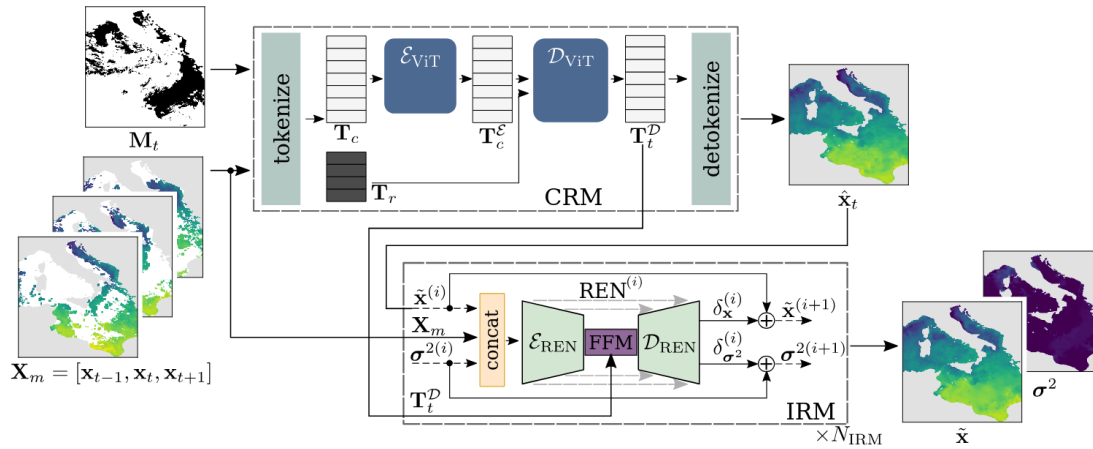 M_t
X_m = [x_{t−1}, x_t, x_{t+1}]
tokenize
T_c
T_r
ℰ_ViT
T_c^ℰ
𝒟_ViT
T_t^𝒟
detokenize
CRM
x̂_t
x̃^(i)
X_m
σ^2(i)
T_t^𝒟
concat
REN^(i)
ℰ_REN
FFM
𝒟_REN
δ_x^(i)
δ_σ²^(i)
x̃^(i+1)
σ^2(i+1)
IRM
×N_IRM
x̃
σ^2